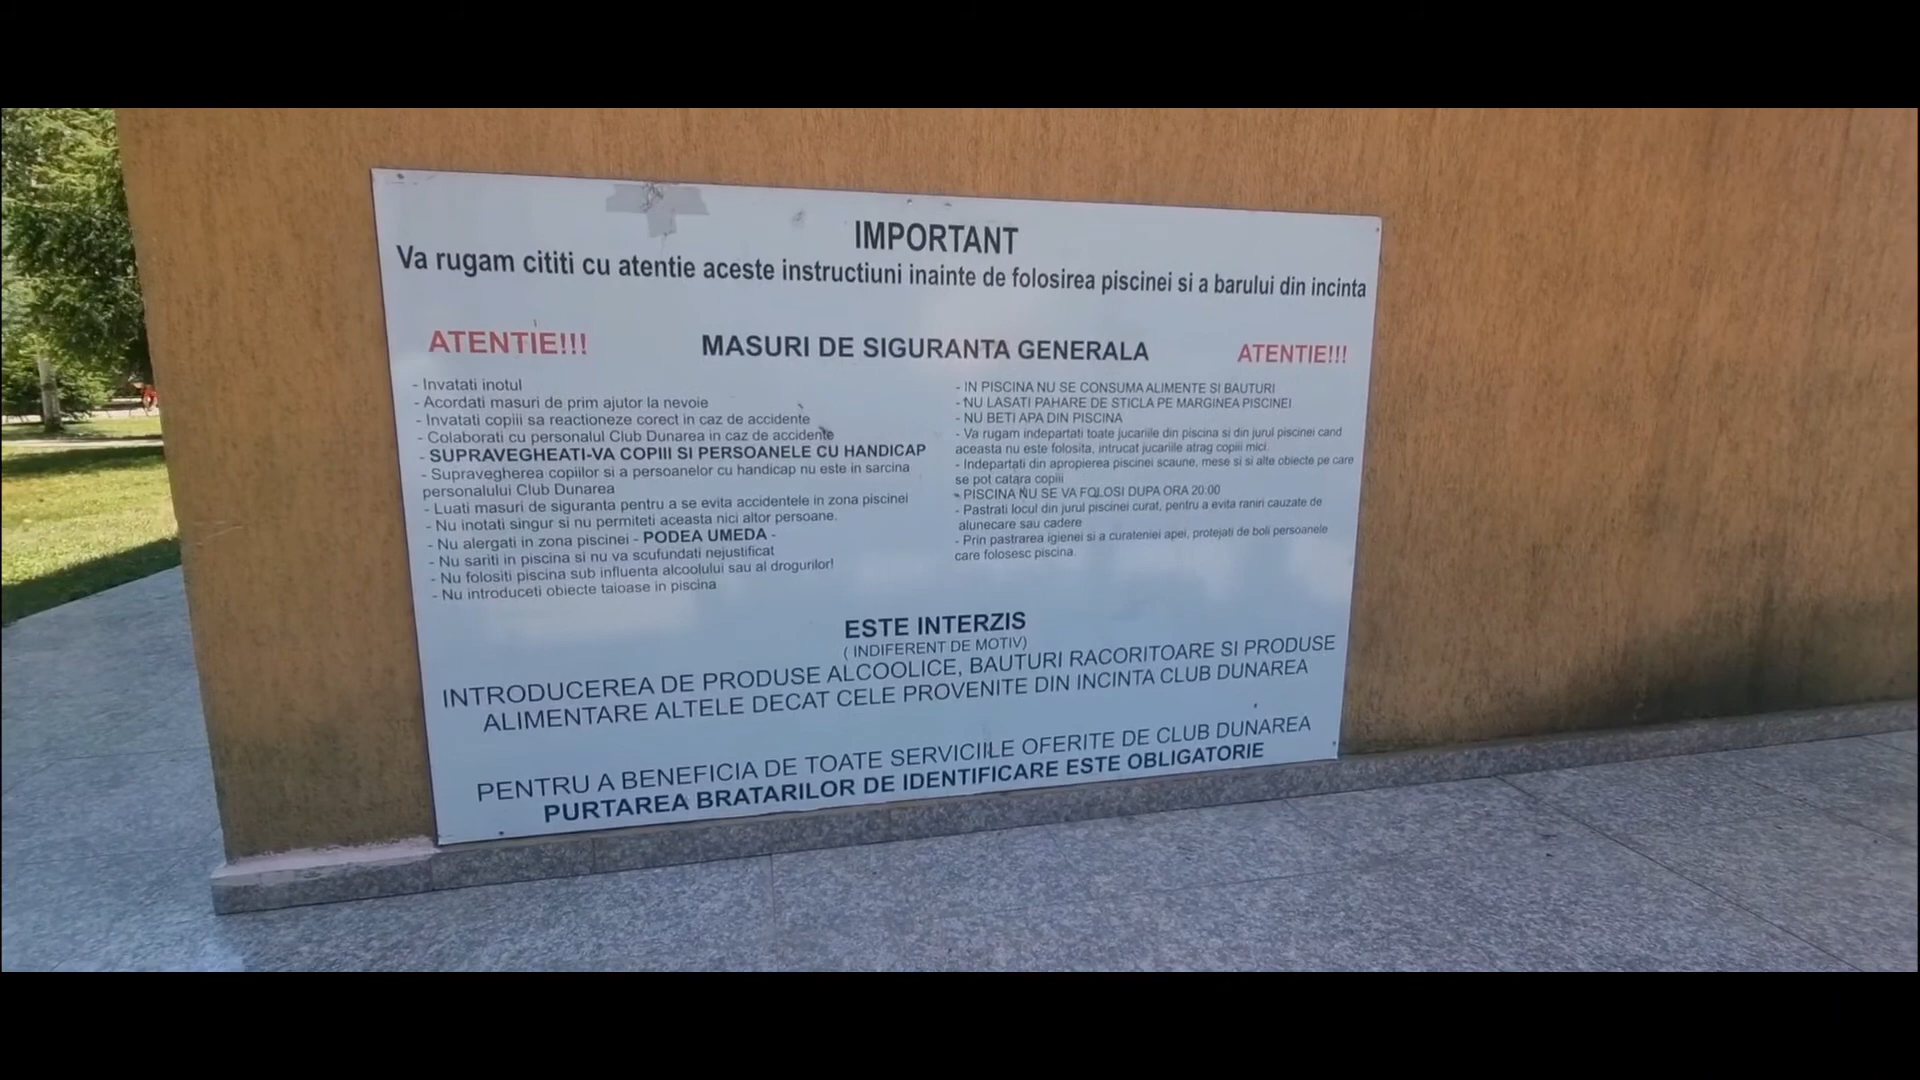 IMPORTANT
Va rugam cititi cu atentie aceste instructiuni inainte de folosirea piscinei si a barului din incinta
ATENTIE!!! MASURI DE SIGURANTA GENERALA ATENTIE!!!
- Invatati inotul
- Acordati masuri de prim ajutor la nevoie
- Invatati copiii sa reactioneze corect in caz de accidente
- Colaborati cu personalul Club Dunarea in caz de accidente
- SUPRAVEGHEATI-VA COPIII SI PERSOANELE CU HANDICAP
- Supravegherea copiilor si a persoanelor cu handicap nu este in sarcina
personalului Club Dunarea
- Luati masuri de siguranta pentru a se evita accidentele in zona piscinei
- Nu inotati singur si nu permiteti aceasta nici altor persoane.
- Nu alergati in zona piscinei - PODEA UMEDA -
- Nu sariti in piscina si nu va scufundati nejustificat
- Nu folositi piscina sub influenta alcoolului sau al drogurilor!
- Nu introduceti obiecte taioase in piscina
- IN PISCINA NU SE CONSUMA ALIMENTE SI BAUTURI
- NU LASATI PAHARE DE STICLA PE MARGINEA PISCINEI
- NU BETI APA DIN PISCINA
- Va rugam indepartati toate jucariile din piscina si din jurul piscinei cand
aceasta nu este folosita, intrucat jucariile atrag copiii mici.
- Indepartati din apropierea piscinei scaune, mese si si alte obiecte pe care
se pot catara copiii
- PISCINA NU SE VA FOLOSI DUPA ORA 20:00
- Pastrati locul din jurul piscinei curat, pentru a evita raniri cauzate de
alunecare sau cadere
- Prin pastrarea igienei si a curateniei apei, protejati de boli persoanele
care folosesc piscina.
ESTE INTERZIS
( INDIFERENT DE MOTIV)
INTRODUCEREA DE PRODUSE ALCOOLICE, BAUTURI RACORITOARE SI PRODUSE
ALIMENTARE ALTELE DECAT CELE PROVENITE DIN INCINTA CLUB DUNAREA
PENTRU A BENEFICIA DE TOATE SERVICIILE OFERITE DE CLUB DUNAREA
PURTAREA BRATARILOR DE IDENTIFICARE ESTE OBLIGATORIE